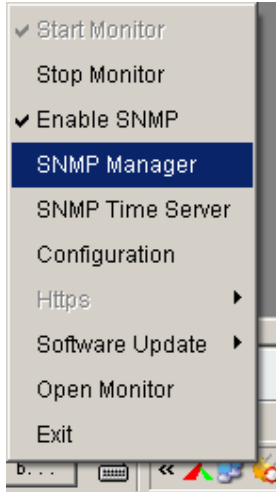 Start Monitor
Stop Monitor
Enable SNMP
SNMP Manager
SNMP Time Server
Configuration
Https
Software Update
Open Monitor
Exit
b...